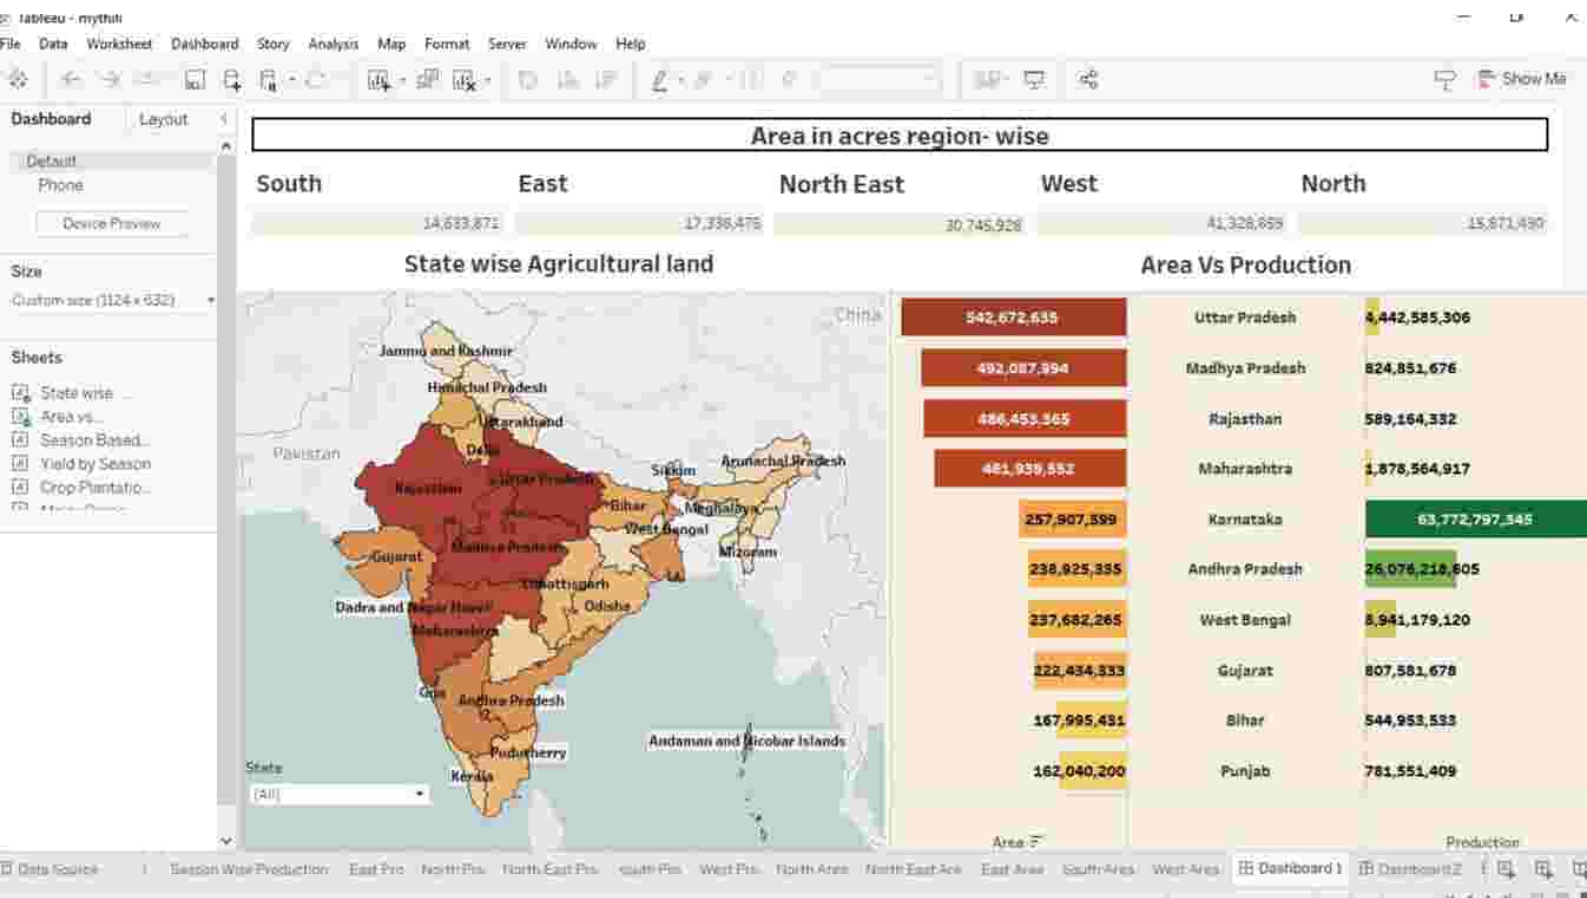 Tableau - mythili
File Data Worksheet Dashboard Story Analysis Map Format Server Window Help
Show Me
Dashboard Layout
Default
Phone
Device Preview
Size
Custom size (1124 x 632)
Sheets
State wise ...
Area vs...
Season Based...
Yield by Season
Crop Plantatio...
Area in acres region- wise
South East North East West North
14,633,871 17,336,475 30,745,928 41,328,659 15,871,490
State wise Agricultural land
Area Vs Production
China
Pakistan
Jammu and Kashmir
Himachal Pradesh
Uttarakhand
Delhi
Arunachal Pradesh
Sikkim
Rajasthan
Uttar Pradesh
Bihar
Meghalaya
West Bengal
Mizoram
Madhya Pradesh
Gujarat
Chhattisgarh
Odisha
Dadra and Nagar Haveli
Maharashtra
Goa
Andhra Pradesh
Andaman and Nicobar Islands
Puducherry
Kerala
State
(All)
542,672,635 Uttar Pradesh 4,442,585,306
492,087,994 Madhya Pradesh 824,851,676
486,453,365 Rajasthan 589,164,332
461,939,552 Maharashtra 1,878,564,917
257,907,599 Karnataka 63,772,797,345
238,925,335 Andhra Pradesh 26,076,218,605
237,682,265 West Bengal 8,941,179,120
222,434,333 Gujarat 807,581,678
167,995,431 Bihar 544,953,533
162,040,200 Punjab 781,551,409
Area Production
Data Source Season Wise Production East Pro North Pro. North East Pro. south Pro. West Pro. North Area North East Are East Area South Area West Area Dashboard 1 Dashboard 2